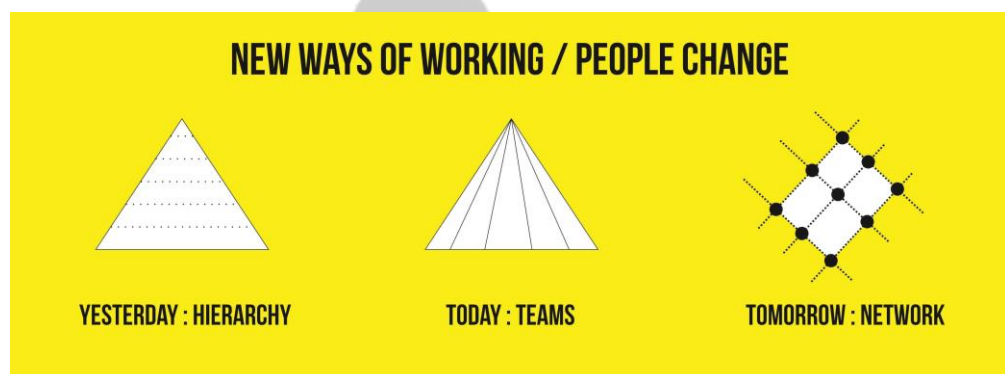 NEW WAYS OF WORKING / PEOPLE CHANGE
YESTERDAY : HIERARCHY
TODAY : TEAMS
TOMORROW : NETWORK